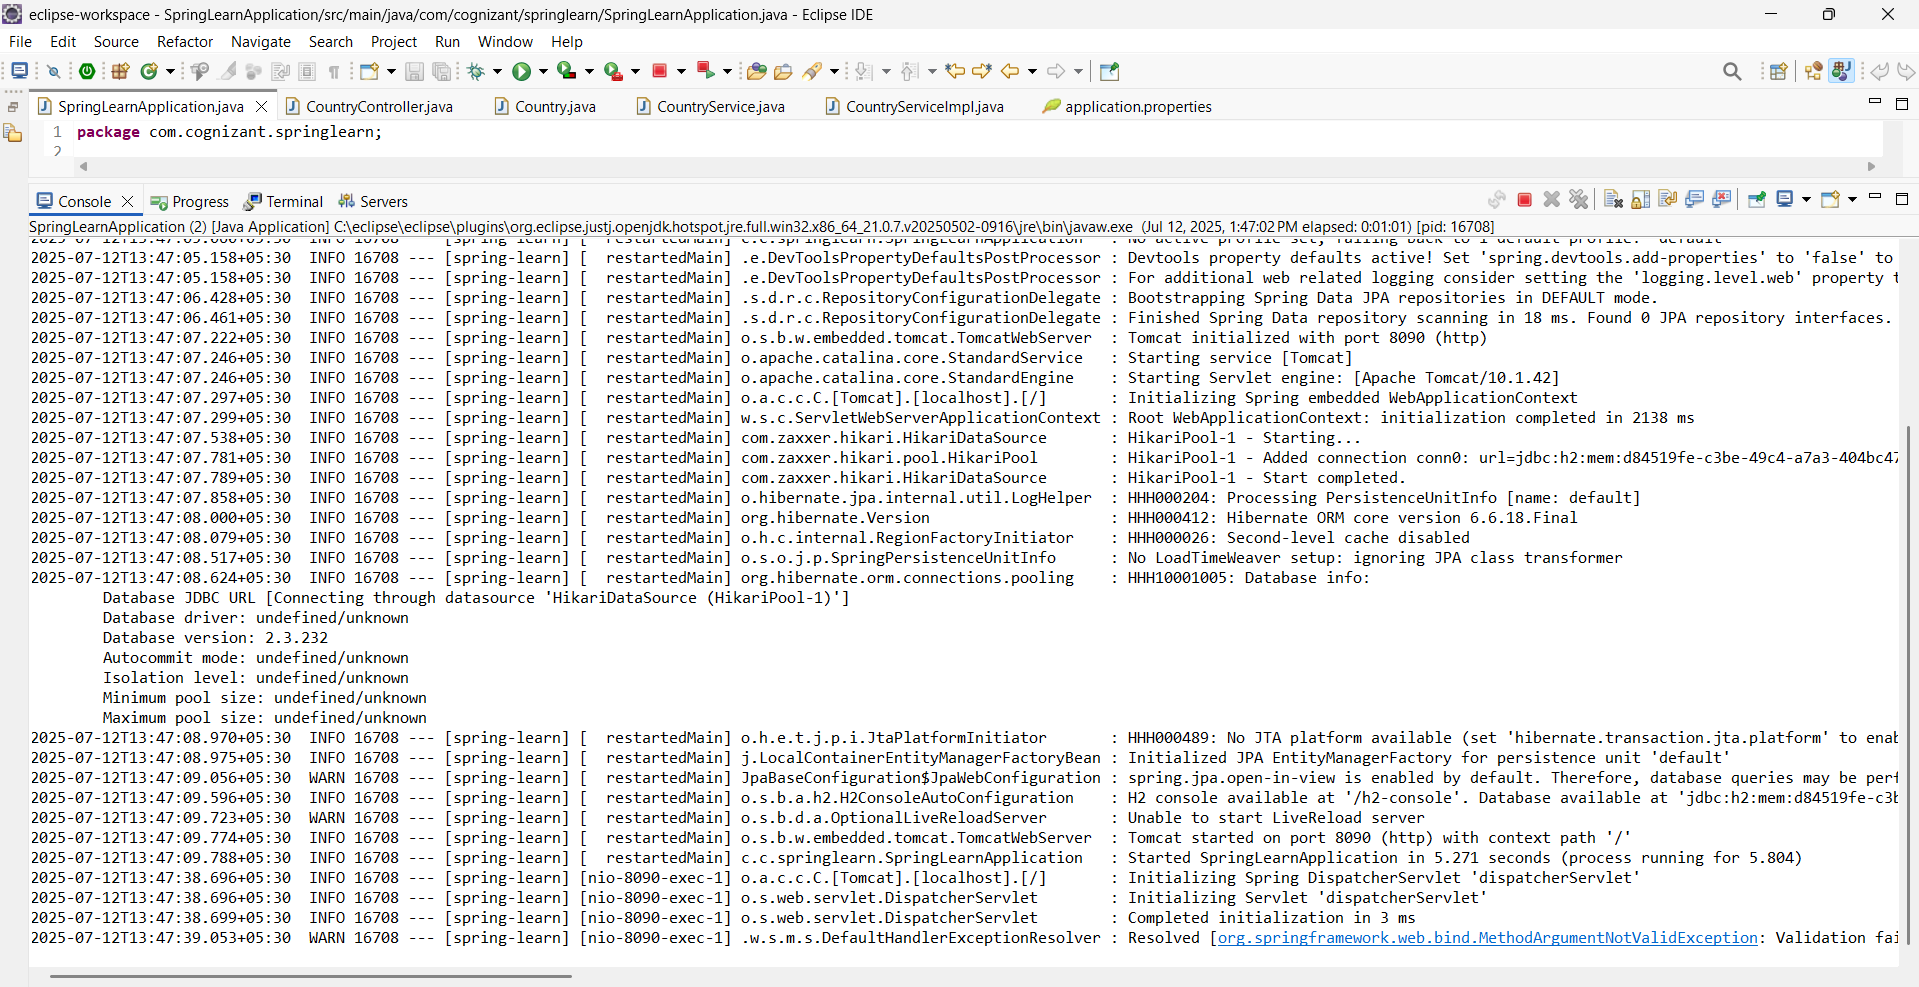 eclipse-workspace - SpringLearnApplication/src/main/java/com/cognizant/springlearn/SpringLearnApplication.java - Eclipse IDE
File Edit Source Refactor Navigate Search Project Run Window Help
SpringLearnApplication.java CountryController.java Country.java CountryService.java CountryServiceImpl.java application.properties
1 package com.cognizant.springlearn;
2
Console Progress Terminal Servers
SpringLearnApplication (2) [Java Application] C:\eclipse\eclipse\plugins\org.eclipse.justj.openjdk.hotspot.jre.full.win32.x86_64_21.0.7.v20250502-0916\jre\bin\javaw.exe (Jul 12, 2025, 1:47:02 PM elapsed: 0:01:01) [pid: 16708]
INFO 16708 --- [spring-learn] [ restartedMain] c.c.springlearn.SpringLearnApplication : No active profile set, falling back to 1 default profile: "default"
2025-07-12T13:47:05.158+05:30 INFO 16708 --- [spring-learn] [ restartedMain] .e.DevToolsPropertyDefaultsPostProcessor : Devtools property defaults active! Set 'spring.devtools.add-properties' to 'false' to
2025-07-12T13:47:05.158+05:30 INFO 16708 --- [spring-learn] [ restartedMain] .e.DevToolsPropertyDefaultsPostProcessor : For additional web related logging consider setting the 'logging.level.web' property t
2025-07-12T13:47:06.428+05:30 INFO 16708 --- [spring-learn] [ restartedMain] .s.d.r.c.RepositoryConfigurationDelegate : Bootstrapping Spring Data JPA repositories in DEFAULT mode.
2025-07-12T13:47:06.461+05:30 INFO 16708 --- [spring-learn] [ restartedMain] .s.d.r.c.RepositoryConfigurationDelegate : Finished Spring Data repository scanning in 18 ms. Found 0 JPA repository interfaces.
2025-07-12T13:47:07.222+05:30 INFO 16708 --- [spring-learn] [ restartedMain] o.s.b.w.embedded.tomcat.TomcatWebServer : Tomcat initialized with port 8090 (http)
2025-07-12T13:47:07.246+05:30 INFO 16708 --- [spring-learn] [ restartedMain] o.apache.catalina.core.StandardService : Starting service [Tomcat]
2025-07-12T13:47:07.246+05:30 INFO 16708 --- [spring-learn] [ restartedMain] o.apache.catalina.core.StandardEngine : Starting Servlet engine: [Apache Tomcat/10.1.42]
2025-07-12T13:47:07.297+05:30 INFO 16708 --- [spring-learn] [ restartedMain] o.a.c.c.C.[Tomcat].[localhost].[/] : Initializing Spring embedded WebApplicationContext
2025-07-12T13:47:07.299+05:30 INFO 16708 --- [spring-learn] [ restartedMain] w.s.c.ServletWebServerApplicationContext : Root WebApplicationContext: initialization completed in 2138 ms
2025-07-12T13:47:07.538+05:30 INFO 16708 --- [spring-learn] [ restartedMain] com.zaxxer.hikari.HikariDataSource : HikariPool-1 - Starting...
2025-07-12T13:47:07.781+05:30 INFO 16708 --- [spring-learn] [ restartedMain] com.zaxxer.hikari.pool.HikariPool : HikariPool-1 - Added connection conn0: url=jdbc:h2:mem:d84519fe-c3be-49c4-a7a3-404bc47
2025-07-12T13:47:07.789+05:30 INFO 16708 --- [spring-learn] [ restartedMain] com.zaxxer.hikari.HikariDataSource : HikariPool-1 - Start completed.
2025-07-12T13:47:07.858+05:30 INFO 16708 --- [spring-learn] [ restartedMain] o.hibernate.jpa.internal.util.LogHelper : HHH000204: Processing PersistenceUnitInfo [name: default]
2025-07-12T13:47:08.000+05:30 INFO 16708 --- [spring-learn] [ restartedMain] org.hibernate.Version : HHH000412: Hibernate ORM core version 6.6.18.Final
2025-07-12T13:47:08.079+05:30 INFO 16708 --- [spring-learn] [ restartedMain] o.h.c.internal.RegionFactoryInitiator : HHH000026: Second-level cache disabled
2025-07-12T13:47:08.517+05:30 INFO 16708 --- [spring-learn] [ restartedMain] o.s.o.j.p.SpringPersistenceUnitInfo : No LoadTimeWeaver setup: ignoring JPA class transformer
2025-07-12T13:47:08.624+05:30 INFO 16708 --- [spring-learn] [ restartedMain] org.hibernate.orm.connections.pooling : HHH10001005: Database info:
Database JDBC URL [Connecting through datasource 'HikariDataSource (HikariPool-1)']
Database driver: undefined/unknown
Database version: 2.3.232
Autocommit mode: undefined/unknown
Isolation level: undefined/unknown
Minimum pool size: undefined/unknown
Maximum pool size: undefined/unknown
2025-07-12T13:47:08.970+05:30 INFO 16708 --- [spring-learn] [ restartedMain] o.h.e.t.j.p.i.JtaPlatformInitiator : HHH000489: No JTA platform available (set 'hibernate.transaction.jta.platform' to enab
2025-07-12T13:47:08.975+05:30 INFO 16708 --- [spring-learn] [ restartedMain] j.LocalContainerEntityManagerFactoryBean : Initialized JPA EntityManagerFactory for persistence unit 'default'
2025-07-12T13:47:09.056+05:30 WARN 16708 --- [spring-learn] [ restartedMain] JpaBaseConfiguration$JpaWebConfiguration : spring.jpa.open-in-view is enabled by default. Therefore, database queries may be perf
2025-07-12T13:47:09.596+05:30 INFO 16708 --- [spring-learn] [ restartedMain] o.s.b.a.h2.H2ConsoleAutoConfiguration : H2 console available at '/h2-console'. Database available at 'jdbc:h2:mem:d84519fe-c3b
2025-07-12T13:47:09.723+05:30 WARN 16708 --- [spring-learn] [ restartedMain] o.s.b.d.a.OptionalLiveReloadServer : Unable to start LiveReload server
2025-07-12T13:47:09.774+05:30 INFO 16708 --- [spring-learn] [ restartedMain] o.s.b.w.embedded.tomcat.TomcatWebServer : Tomcat started on port 8090 (http) with context path '/'
2025-07-12T13:47:09.788+05:30 INFO 16708 --- [spring-learn] [ restartedMain] c.c.springlearn.SpringLearnApplication : Started SpringLearnApplication in 5.271 seconds (process running for 5.804)
2025-07-12T13:47:38.696+05:30 INFO 16708 --- [spring-learn] [nio-8090-exec-1] o.a.c.c.C.[Tomcat].[localhost].[/] : Initializing Spring DispatcherServlet 'dispatcherServlet'
2025-07-12T13:47:38.696+05:30 INFO 16708 --- [spring-learn] [nio-8090-exec-1] o.s.web.servlet.DispatcherServlet : Initializing Servlet 'dispatcherServlet'
2025-07-12T13:47:38.699+05:30 INFO 16708 --- [spring-learn] [nio-8090-exec-1] o.s.web.servlet.DispatcherServlet : Completed initialization in 3 ms
2025-07-12T13:47:39.053+05:30 WARN 16708 --- [spring-learn] [nio-8090-exec-1] .w.s.m.s.DefaultHandlerExceptionResolver : Resolved [org.springframework.web.bind.MethodArgumentNotValidException: Validation fai